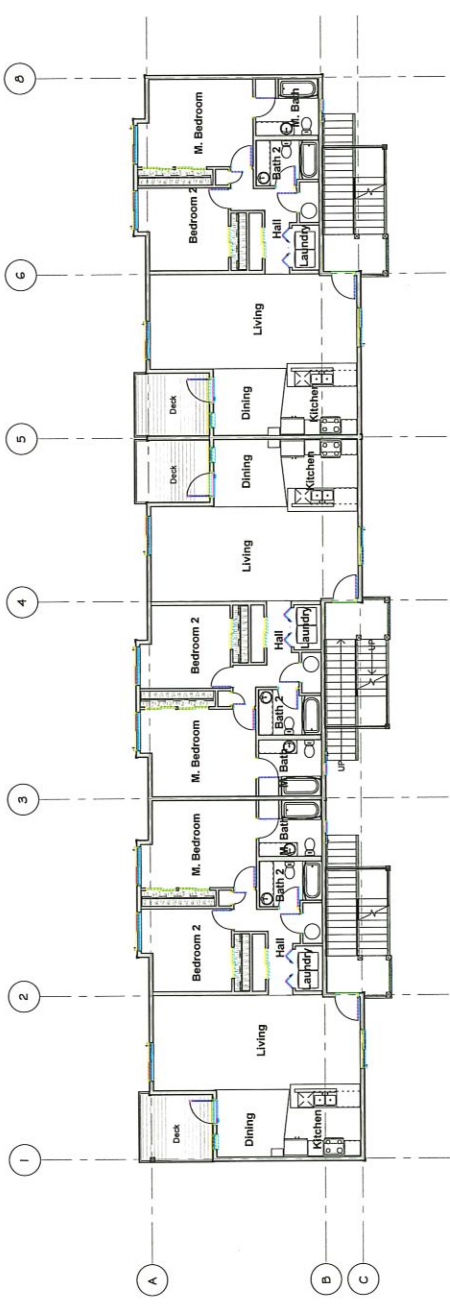 1
2
3
4
5
6
8
A
B
C
Deck
Dining
Kitchen
Living
Bedroom 2
Hall
Laundry
Bath 2
M. Bedroom
M. Bath
M. Bedroom
M. Bath
Bath 2
Bedroom 2
Hall
Laundry
UP
UP
Living
Deck
Dining
Kitchen
Deck
Dining
Kitchen
Living
Bedroom 2
Hall
Laundry
Bath 2
M. Bedroom
M. Bath